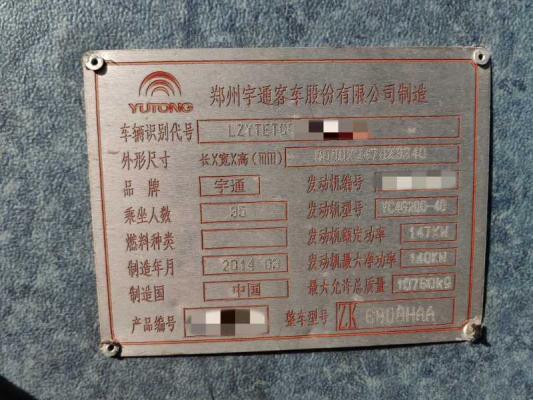 YUTONG 郑州宇通客车股份有限公司制造
车辆识别代号 LZYTETC
外形尺寸 长X宽X高(mm)
品牌 宇通 发动机编号
乘坐人数 35 发动机型号 YC4G200-40
燃料种类 发动机额定功率 147KW
制造年月 2014 03 发动机最大净功率 140KW
制造国 中国 最大允许总质量 10760kg
产品编号 整车型号 ZK